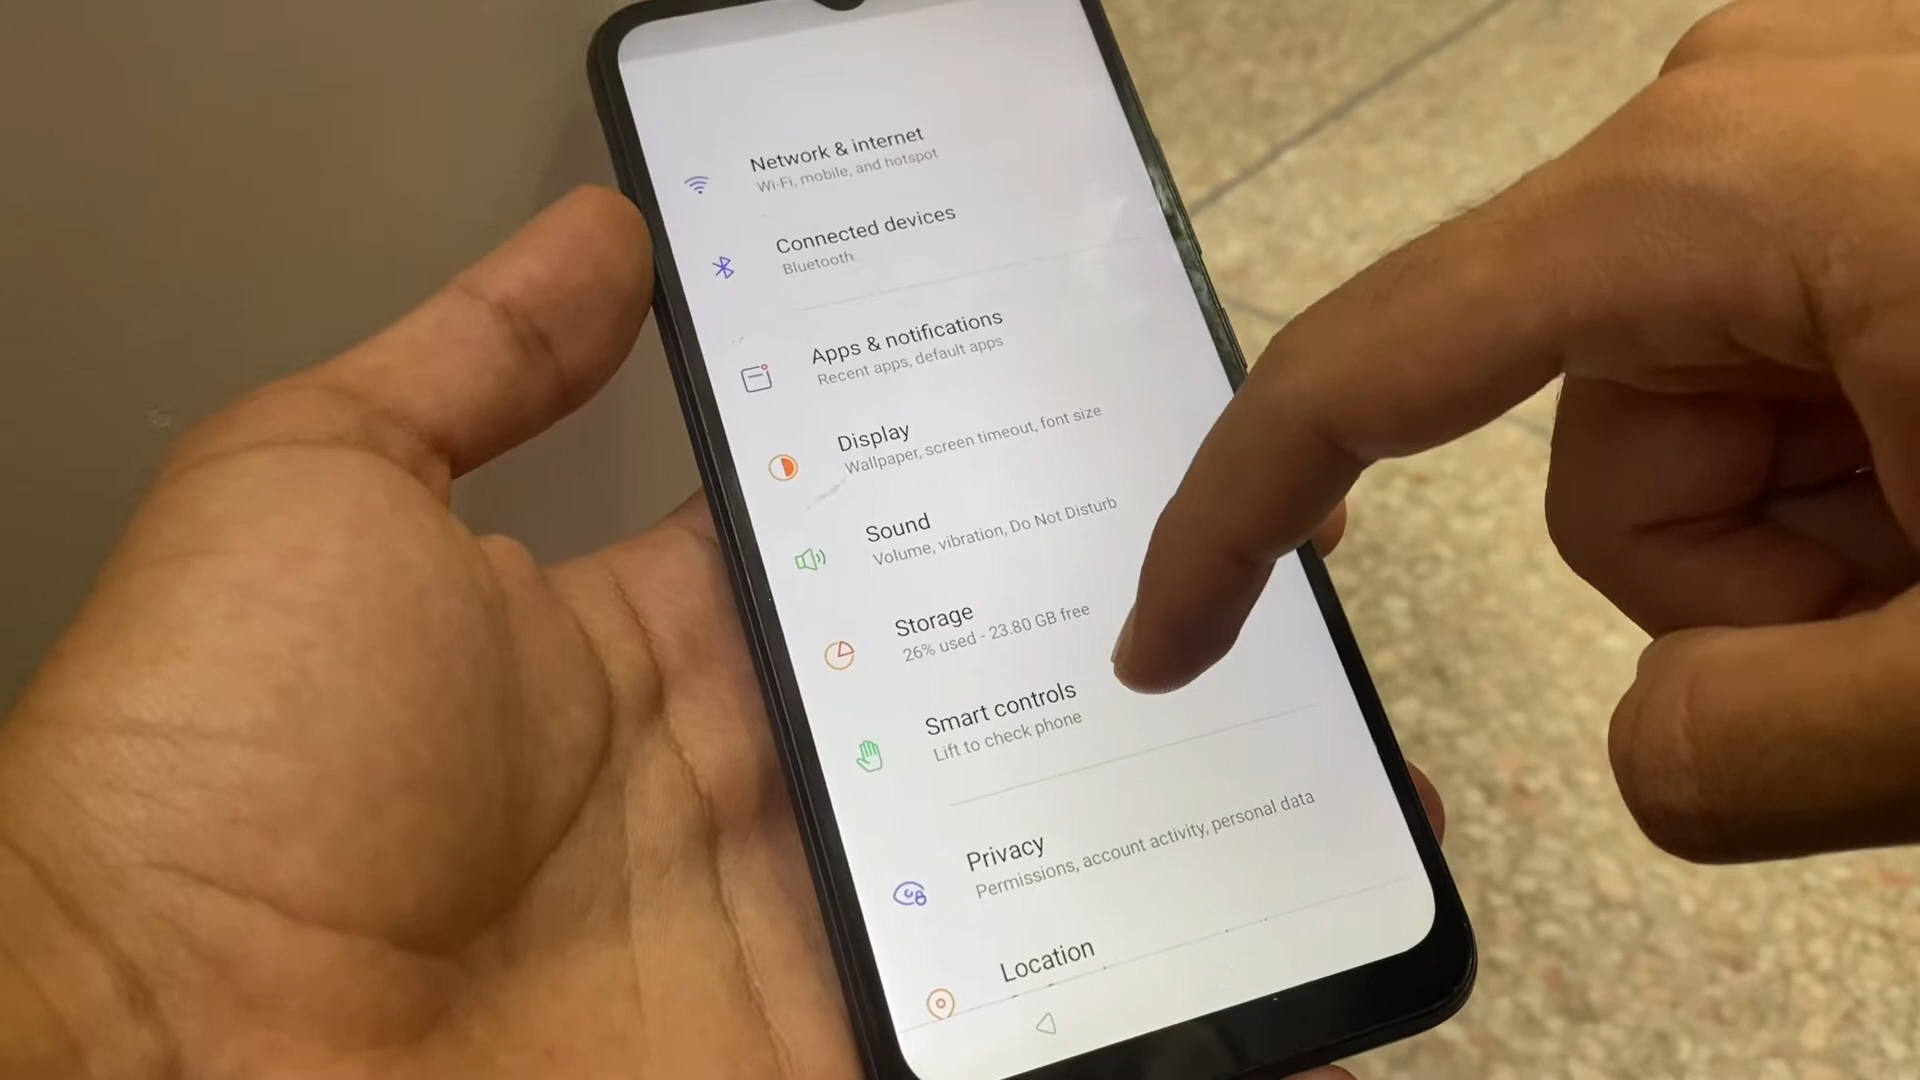 Network & internet
Wi-Fi, mobile, and hotspot
Connected devices
Bluetooth
Apps & notifications
Recent apps, default apps
Display
Wallpaper, screen timeout, font size
Sound
Volume, vibration, Do Not Disturb
Storage
26% used - 23.80 GB free
Smart controls
Lift to check phone
Privacy
Permissions, account activity, personal data
Location